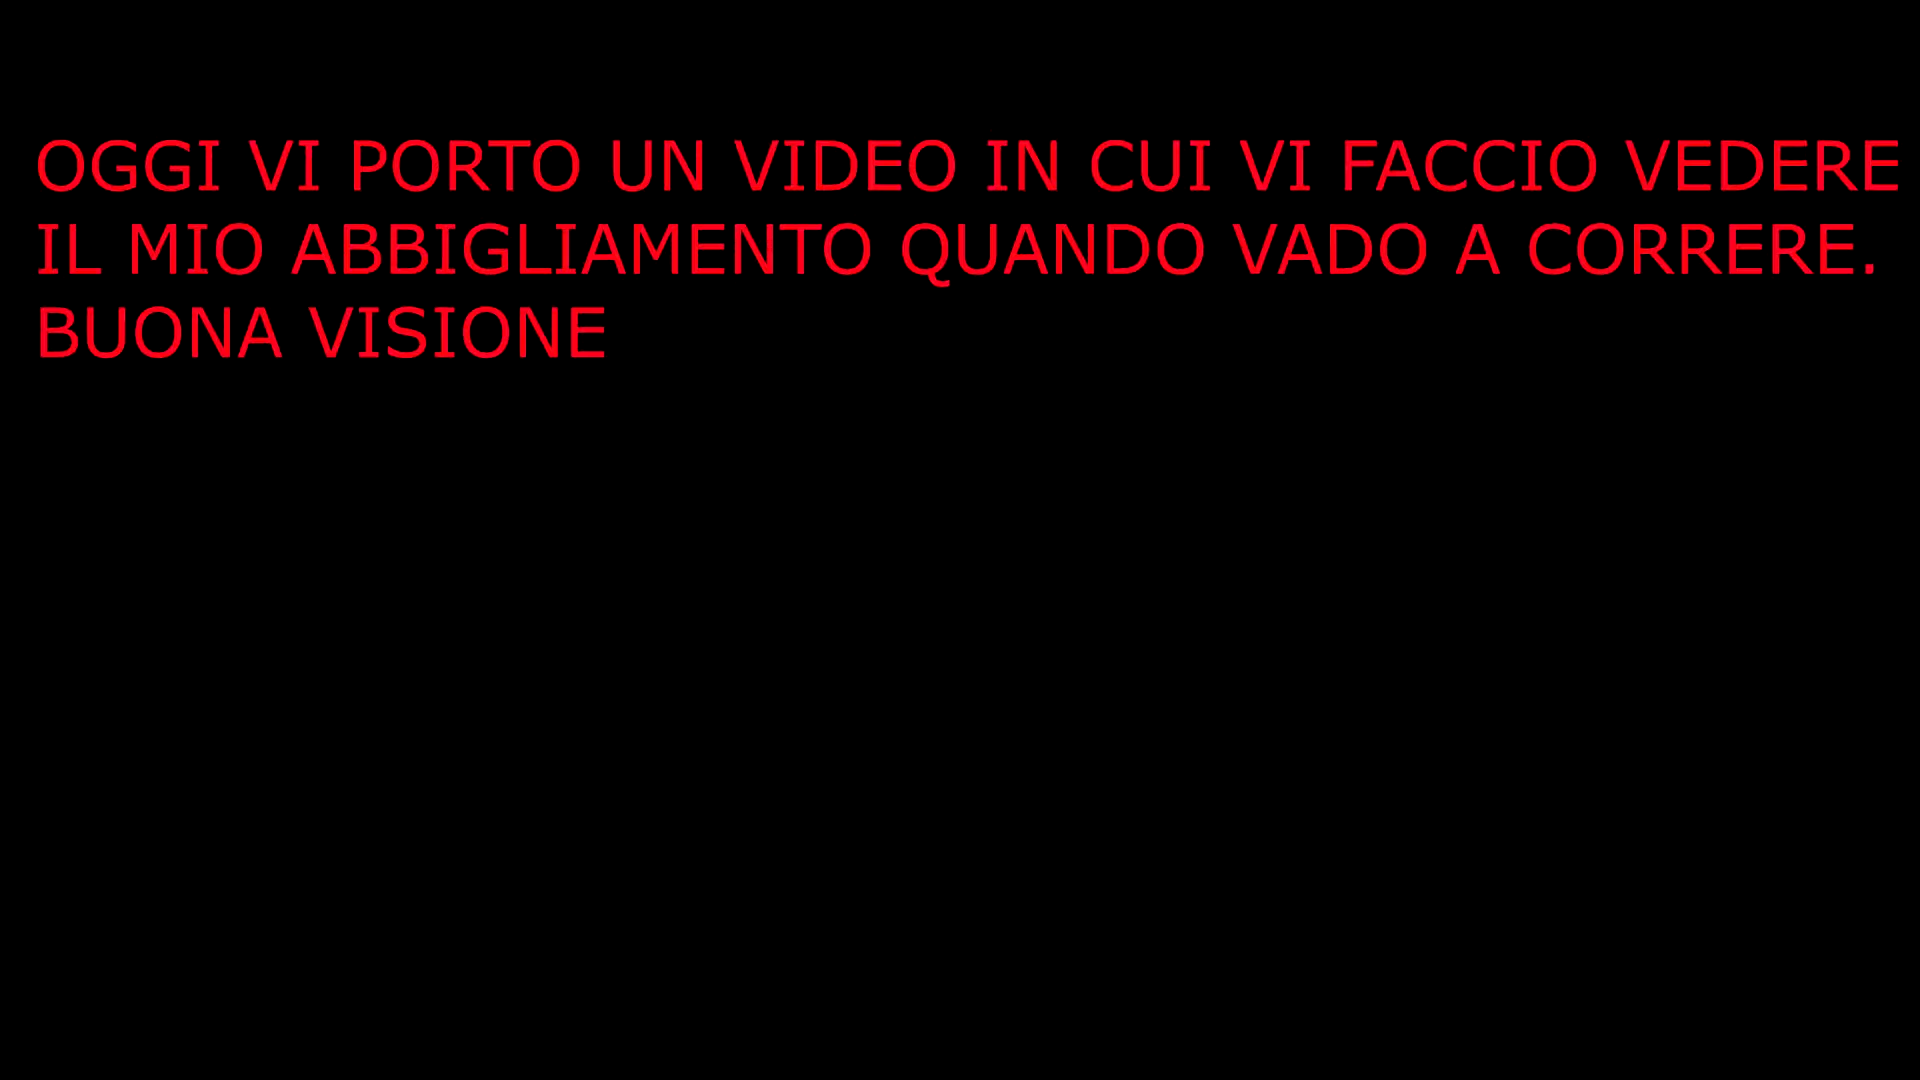 OGGI VI PORTO UN VIDEO IN CUI VI FACCIO VEDERE
IL MIO ABBIGLIAMENTO QUANDO VADO A CORRERE.
BUONA VISIONE